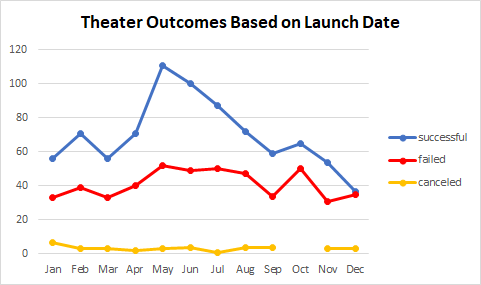 Theater Outcomes Based on Launch Date
120
100
80
60
40
20
0
Jan Feb Mar Apr May Jun Jul Aug Sep Oct Nov Dec
successful
failed
canceled